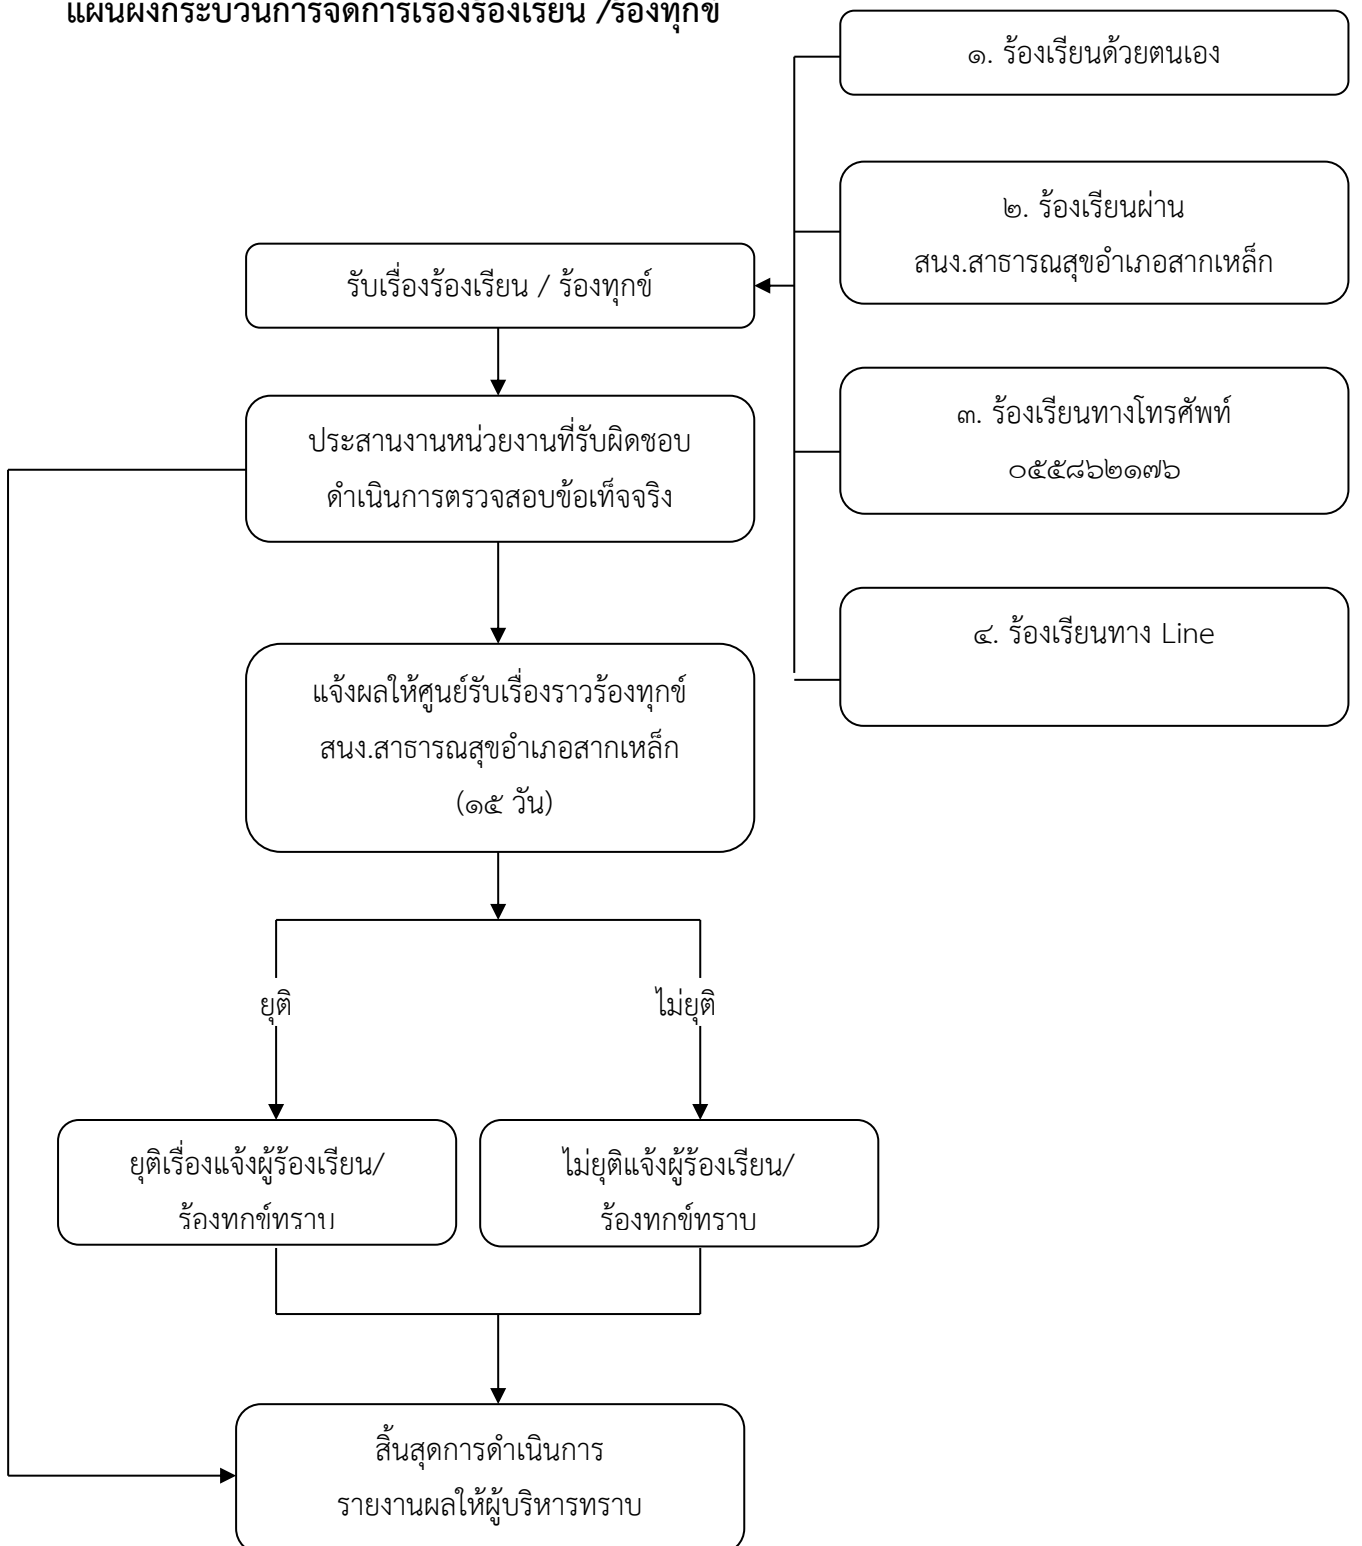 แผนผังกระบวนการจัดการเรื่องร้องเรียน /ร้องทุกข์
๑. ร้องเรียนด้วยตนเอง
๒. ร้องเรียนผ่าน
สนง.สาธารณสุขอำเภอสากเหล็ก
รับเรื่องร้องเรียน / ร้องทุกข์
๓. ร้องเรียนทางโทรศัพท์
๐๕๕๘๖๒๑๗๖
ประสานงานหน่วยงานที่รับผิดชอบ
ดำเนินการตรวจสอบข้อเท็จจริง
๔. ร้องเรียนทาง Line
แจ้งผลให้ศูนย์รับเรื่องราวร้องทุกข์
สนง.สาธารณสุขอำเภอสากเหล็ก
(๑๕ วัน)
ยุติ
ไม่ยุติ
ยุติเรื่องแจ้งผู้ร้องเรียน/
ร้องทุกข์ทราบ
ไม่ยุติแจ้งผู้ร้องเรียน/
ร้องทุกข์ทราบ
สิ้นสุดการดำเนินการ
รายงานผลให้ผู้บริหารทราบ